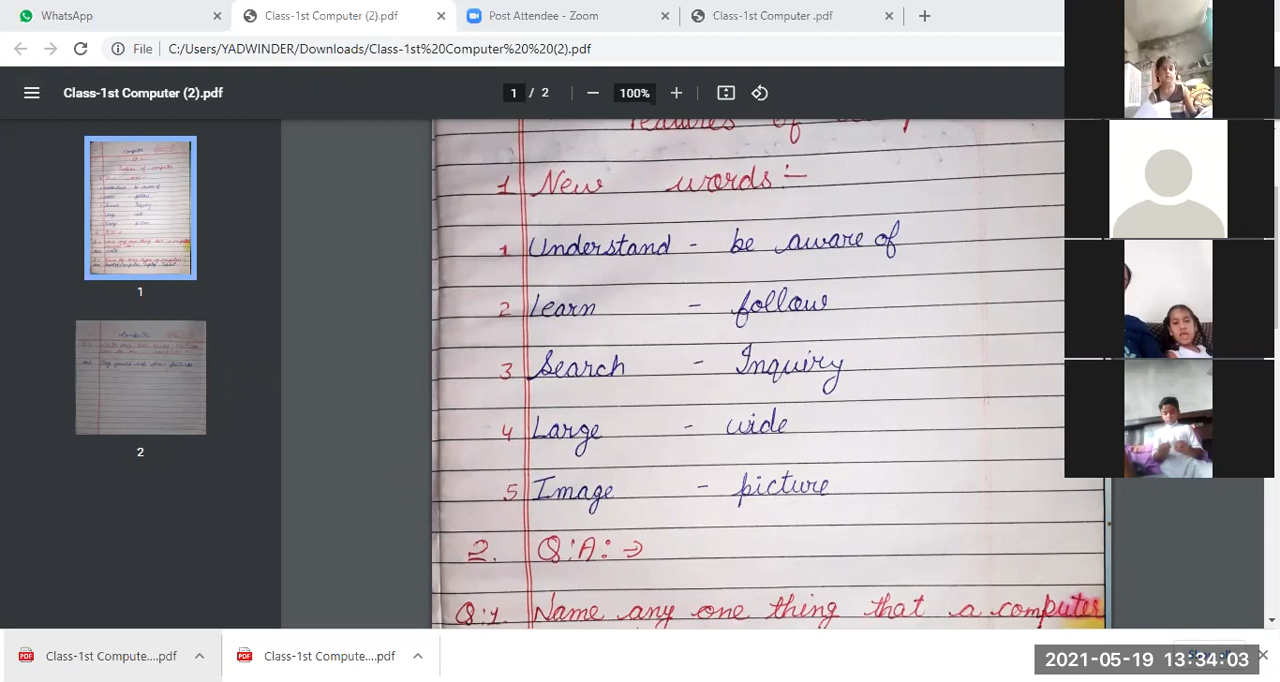 WhatsApp
Class-1st Computer (2).pdf
Post Attendee - Zoom
Class-1st Computer .pdf
File
C:/Users/YADWINDER/Downloads/Class-1st%20Computer%20%20(2).pdf
Class-1st Computer (2).pdf
1 / 2
100%
Features of
1 New words :-
1 Understand - be aware of
2 Learn - follow
3 Search - Inquiry
4 Large - wide
5 Image - picture
2. Q:A: →
Q:1. Name any one thing that a computer
1
2
Class-1st Compute....pdf
Class-1st Compute....pdf
2021-05-19 13:34:03